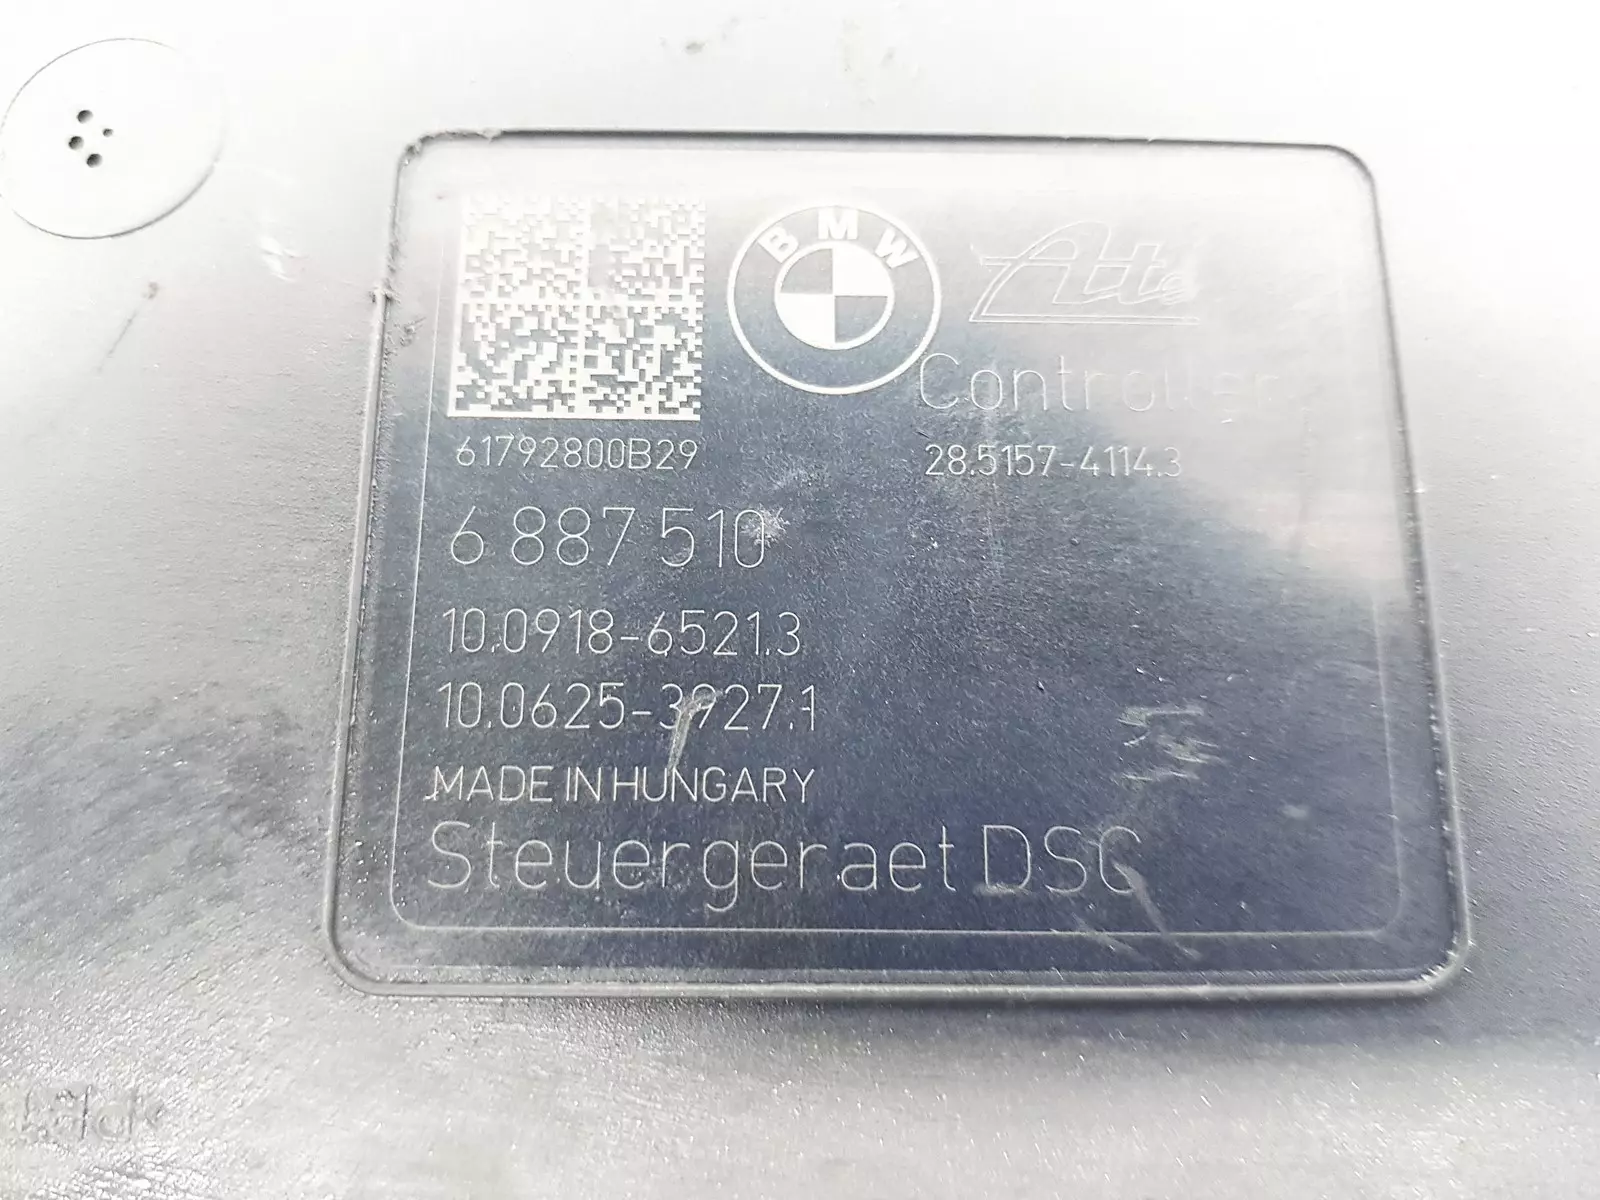 BMW
Ate
Controller
61792800B29
28.5157-4114.3
6 887 510
10.0918-6521.3
10.0625-3927.1
MADE IN HUNGARY
Steuergeraet DSC